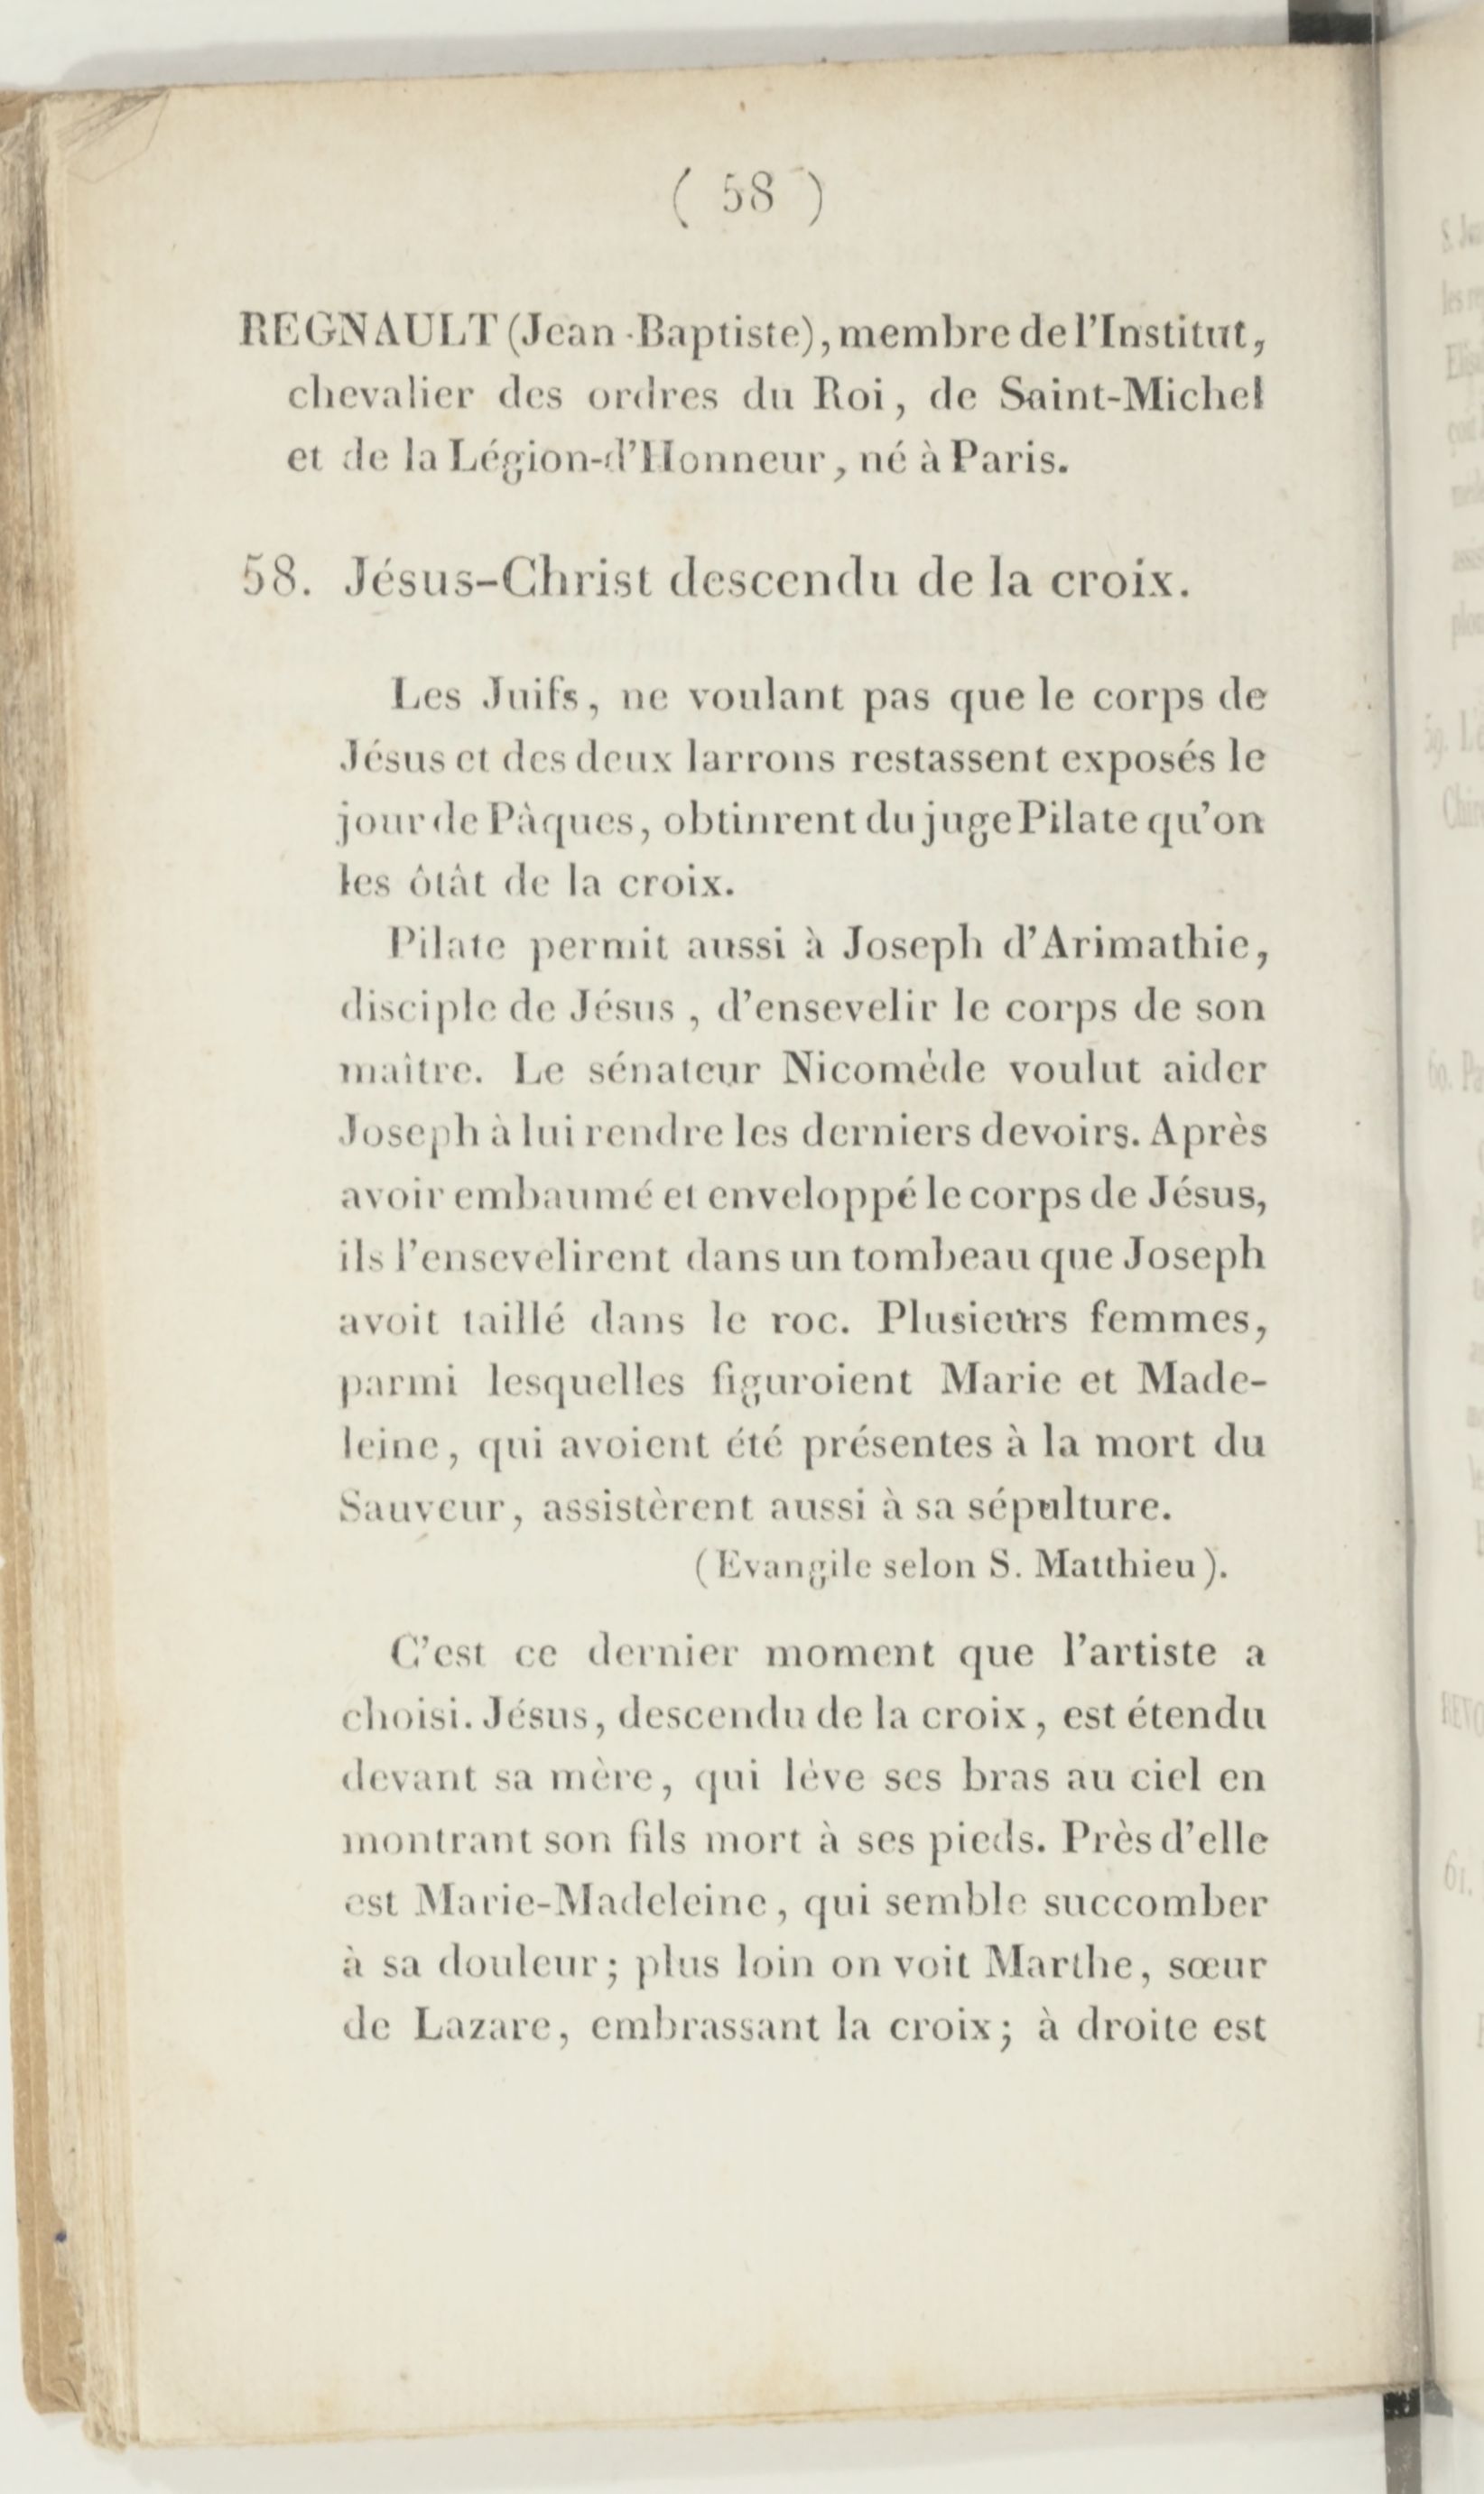 ( 58 )
REGNAULT (Jean-Baptiste), membre de l'Institut,
chevalier des ordres du Roi, de Saint-Michel
et de la Légion-d'Honneur, né à Paris.
58. Jésus-Christ descendu de la croix.
Les Juifs, ne voulant pas que le corps de
Jésus et des deux larrons restassent exposés le
jour de Pàques, obtinrent du juge Pilate qu'on
les ôtât de la croix.
Pilate permit aussi à Joseph d'Arimathie,
disciple de Jésus, d'ensevelir le corps de son
maître. Le sénateur Nicomède voulut aider
Joseph à lui rendre les derniers devoirs. Après
avoir embaumé et enveloppé le corps de Jésus,
ils l'ensevelirent dans un tombeau que Joseph
avoit taillé dans le roc. Plusieurs femmes,
parmi lesquelles figuroient Marie et Made-
leine, qui avoient été présentes à la mort du
Sauveur, assistèrent aussi à sa sépulture.
(Evangile selon S. Matthieu).
C'est ce dernier moment que l'artiste a
choisi. Jésus, descendu de la croix, est étendu
devant sa mère, qui lève ses bras au ciel en
montrant son fils mort à ses pieds. Près d'elle
est Marie-Madeleine, qui semble succomber
à sa douleur; plus loin on voit Marthe, sœur
de Lazare, embrassant la croix; à droite est